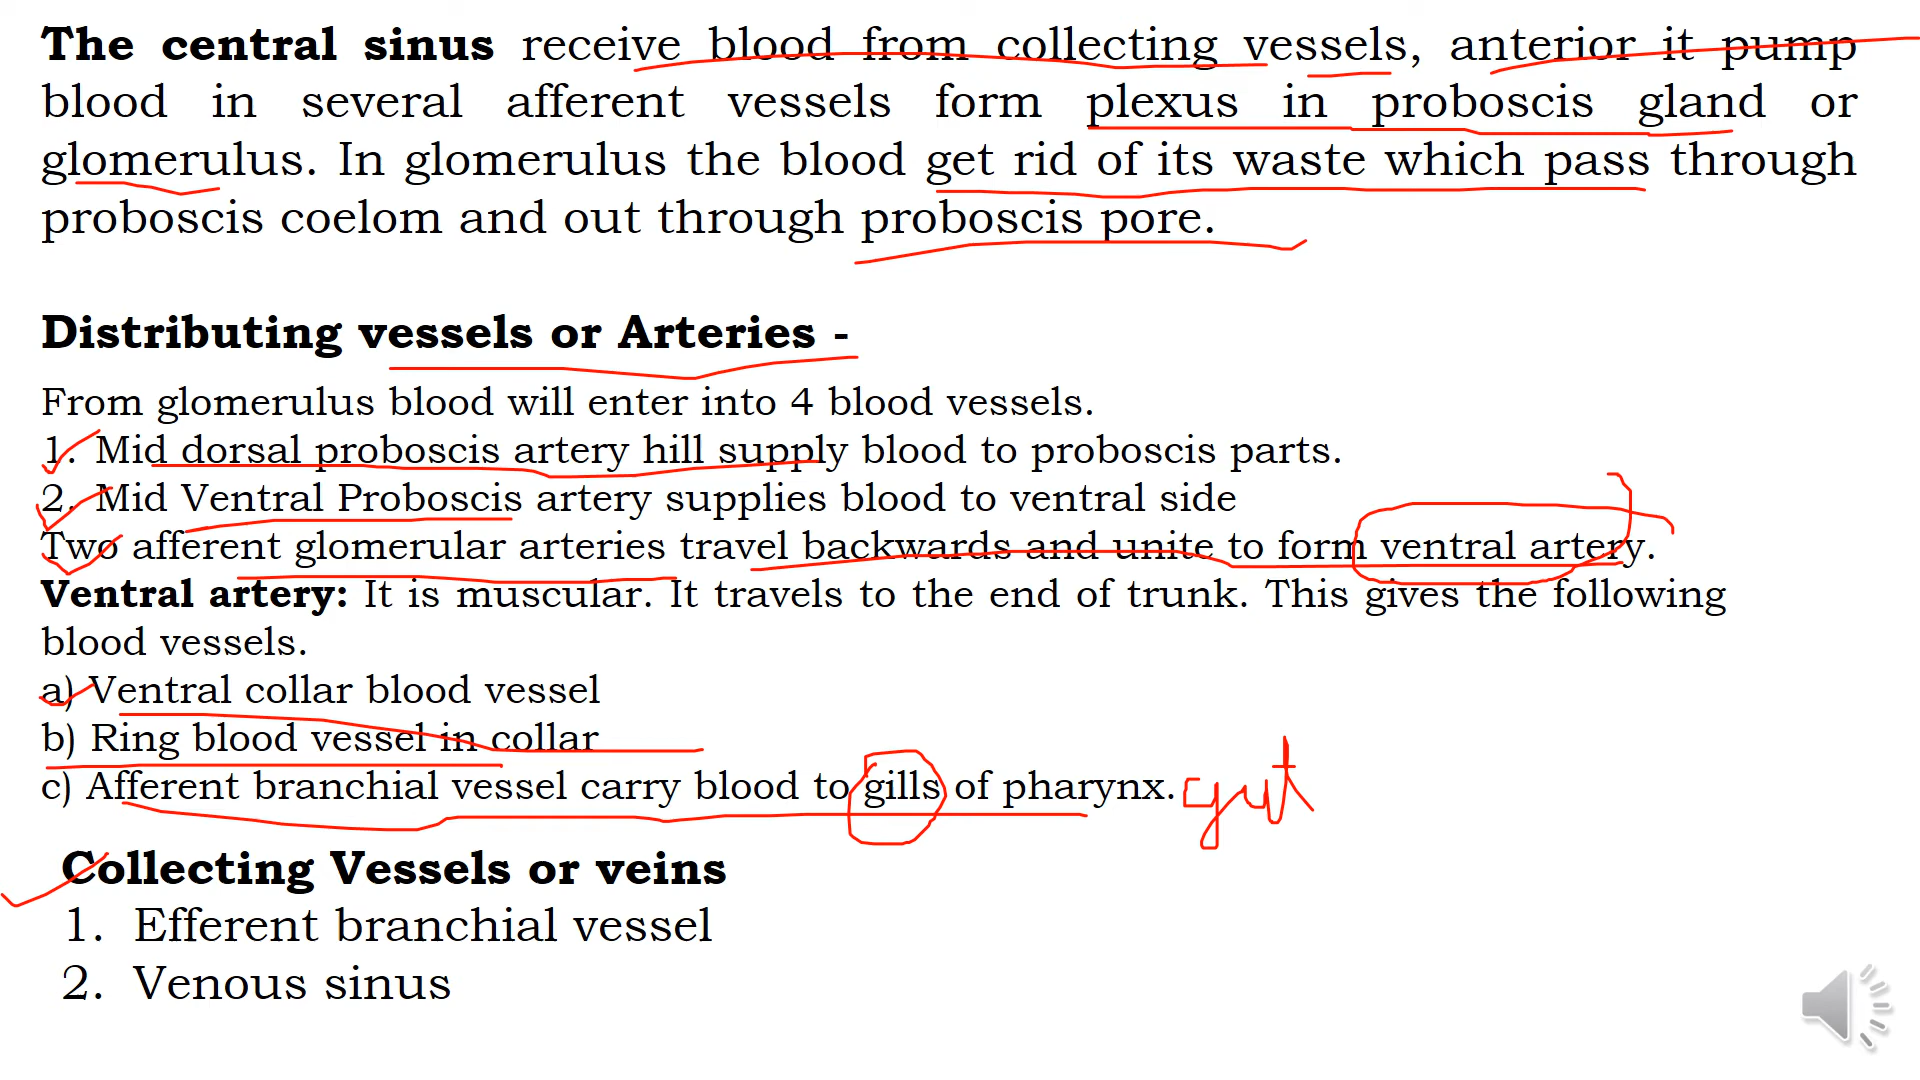 The central sinus receive blood from collecting vessels, anterior it pump
blood in several afferent vessels form plexus in proboscis gland or
glomerulus. In glomerulus the blood get rid of its waste which pass through
proboscis coelom and out through proboscis pore.
Distributing vessels or Arteries -
From glomerulus blood will enter into 4 blood vessels.
1. Mid dorsal proboscis artery hill supply blood to proboscis parts.
2. Mid Ventral Proboscis artery supplies blood to ventral side
Two afferent glomerular arteries travel backwards and unite to form ventral artery.
Ventral artery: It is muscular. It travels to the end of trunk. This gives the following
blood vessels.
a) Ventral collar blood vessel
b) Ring blood vessel in collar
c) Afferent branchial vessel carry blood to gills of pharynx. gut
Collecting Vessels or veins
1. Efferent branchial vessel
2. Venous sinus